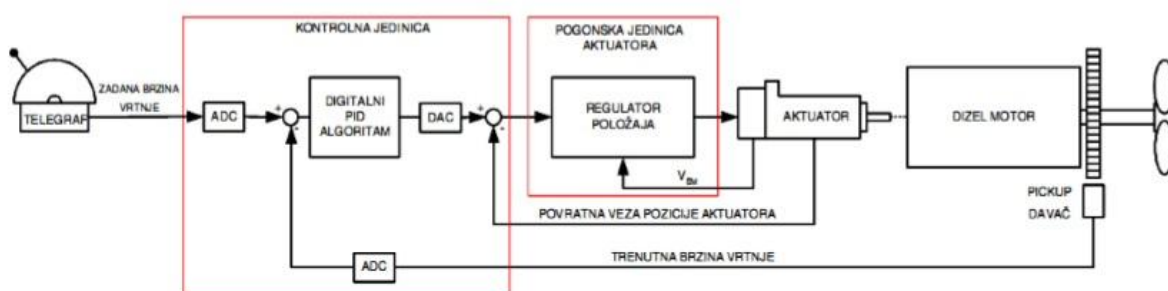 KONTROLNA JEDINICA
POGONSKA JEDINICA
AKTUATORA
ZADANA BRZINA
VRTNJE
TELEGRAF
ADC
+
-
DIGITALNI
PID
ALGORITAM
DAC
+
-
REGULATOR
POLOŽAJA
AKTUATOR
DIZEL MOTOR
V
POVRATNA VEZA POZICIJE AKTUATORA
PICKUP
DAVAČ
ADC
TRENUTNA BRZINA VRTNJE